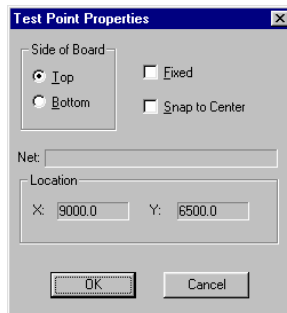 Test Point Properties
Side of Board
Top
Fixed
Bottom
Snap to Center
Net:
Location
X: 9000.0 Y: 6500.0
OK Cancel